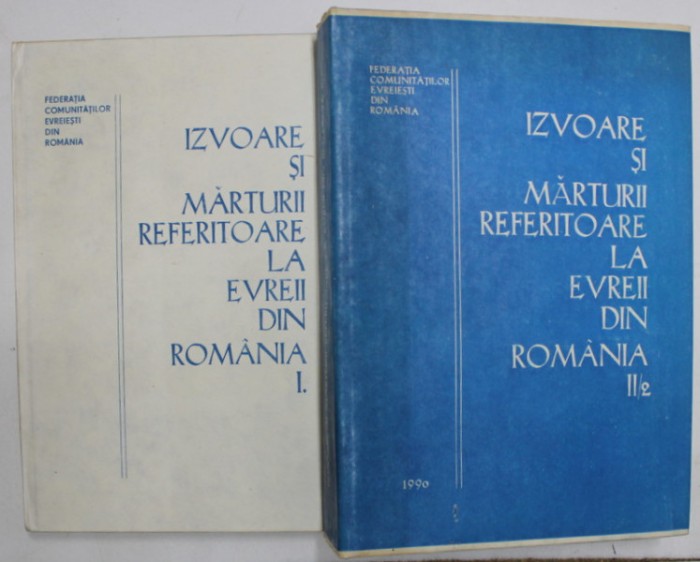 FEDERAȚIA
COMUNITĂȚILOR
EVREIEȘTI
DIN
ROMÂNIA
IZVOARE
ȘI
MĂRTURII
REFERITOARE
LA
EVREII
DIN
ROMÂNIA
I.
FEDERAȚIA
COMUNITĂȚILOR
EVREIEȘTI
DIN
ROMÂNIA
IZVOARE
ȘI
MĂRTURII
REFERITOARE
LA
EVREII
DIN
ROMÂNIA
II/2
1990